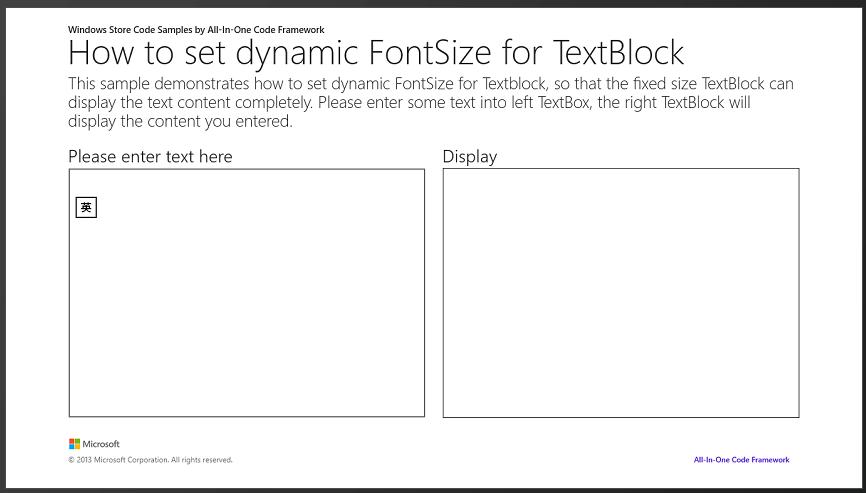 Windows Store Code Samples by All-In-One Code Framework
How to set dynamic FontSize for TextBlock
This sample demonstrates how to set dynamic FontSize for Textblock, so that the fixed size TextBlock can
display the text content completely. Please enter some text into left TextBox, the right TextBlock will
display the content you entered.
Please enter text here
Display
英
Microsoft
© 2013 Microsoft Corporation. All rights reserved.
All-In-One Code Framework